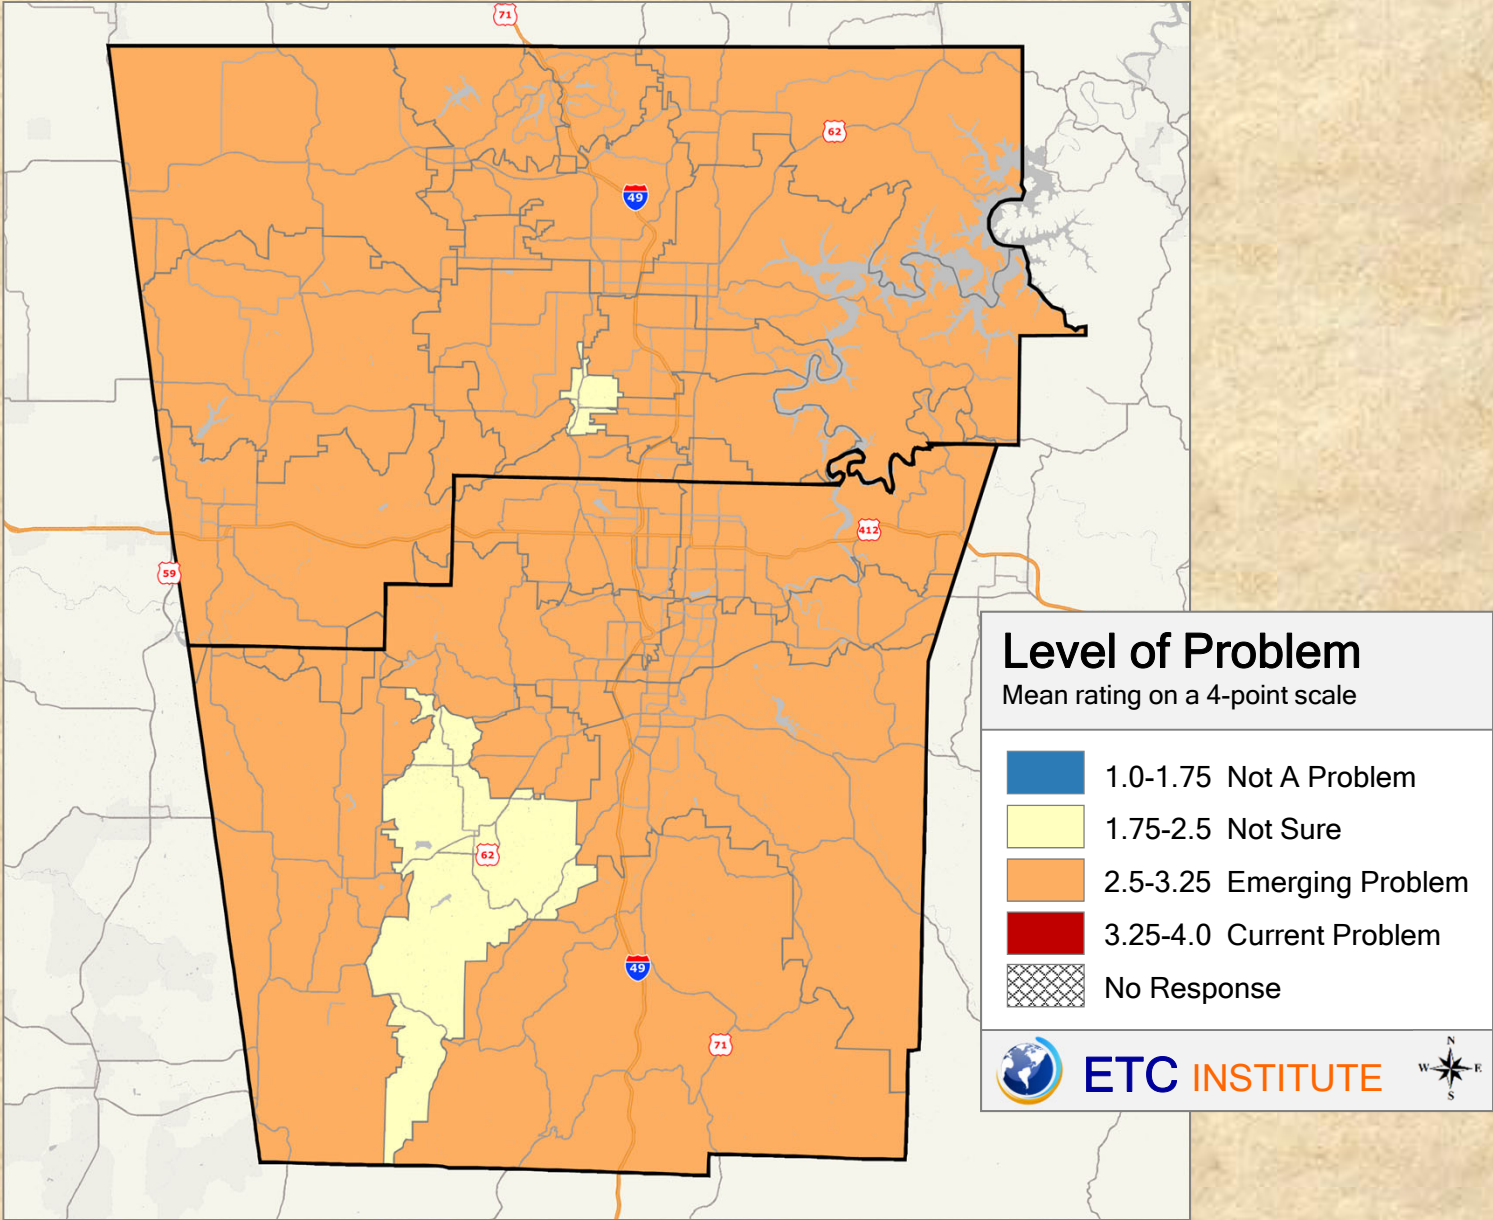 71
62
49
412
59
62
49
71
Level of Problem
Mean rating on a 4-point scale
1.0-1.75 Not A Problem
1.75-2.5 Not Sure
2.5-3.25 Emerging Problem
3.25-4.0 Current Problem
No Response
ETC INSTITUTE
N
W E
S